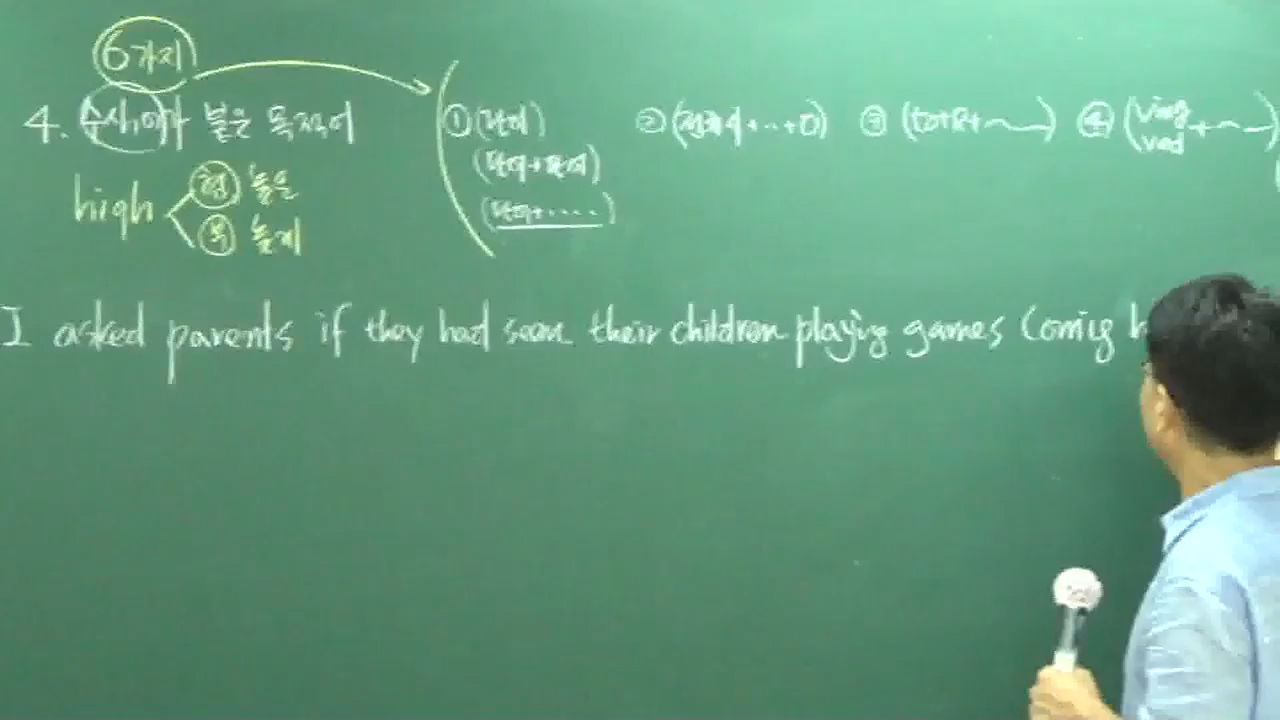 6가지
4. 수식어가 붙은 목적어
① (단어) ② (전치사+...+O) ③ (to+R+~) ④ (ving ved +~)
(단어+단어)
(단어+.....)
high 형 높은
부 높게
I asked parents if they had seen their children playing games coming